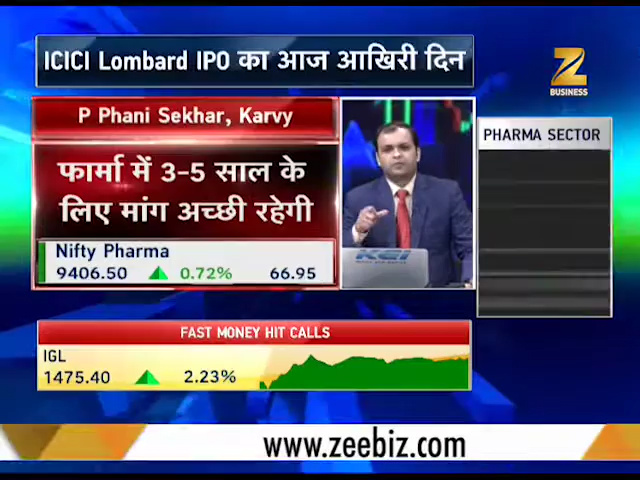 ICICI Lombard IPO का आज आखिरी दिन
Z
BUSINESS
P Phani Sekhar, Karvy
PHARMA SECTOR
फार्मा में 3-5 साल के
लिए मांग अच्छी रहेगी
KEI
Nifty Pharma
9406.50 0.72% 66.95
FAST MONEY HIT CALLS
IGL
1475.40 2.23%
www.zeebiz.com